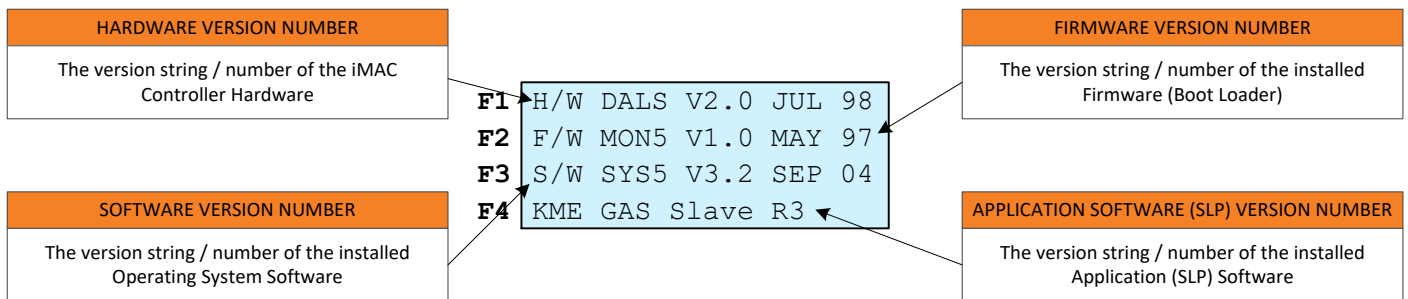 HARDWARE VERSION NUMBER
The version string / number of the iMAC
Controller Hardware
FIRMWARE VERSION NUMBER
The version string / number of the installed
Firmware (Boot Loader)
F1 H/W DALS V2.0 JUL 98
F2 F/W MON5 V1.0 MAY 97
F3 S/W SYS5 V3.2 SEP 04
F4 KME GAS Slave R3
SOFTWARE VERSION NUMBER
The version string / number of the installed
Operating System Software
APPLICATION SOFTWARE (SLP) VERSION NUMBER
The version string / number of the installed
Application (SLP) Software